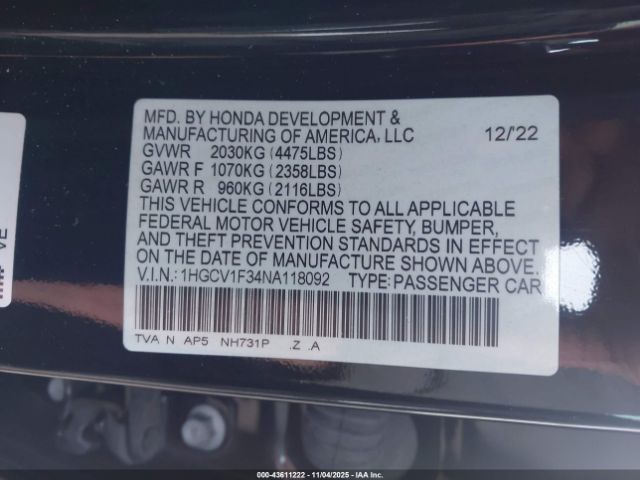 MFD. BY HONDA DEVELOPMENT &
MANUFACTURING OF AMERICA, LLC 12/'22
GVWR 2030KG (4475LBS)
GAWR F 1070KG (2358LBS)
GAWR R 960KG (2116LBS)
THIS VEHICLE CONFORMS TO ALL APPLICABLE
FEDERAL MOTOR VEHICLE SAFETY, BUMPER,
AND THEFT PREVENTION STANDARDS IN EFFECT
ON THE DATE OF MANUFACTURE SHOWN ABOVE.
V.I.N.: 1HGCV1F34NA118092 TYPE: PASSENGER CAR
TVA N AP5 NH731P .Z .A
000-43611222 - 11/04/2025 - IAA Inc.